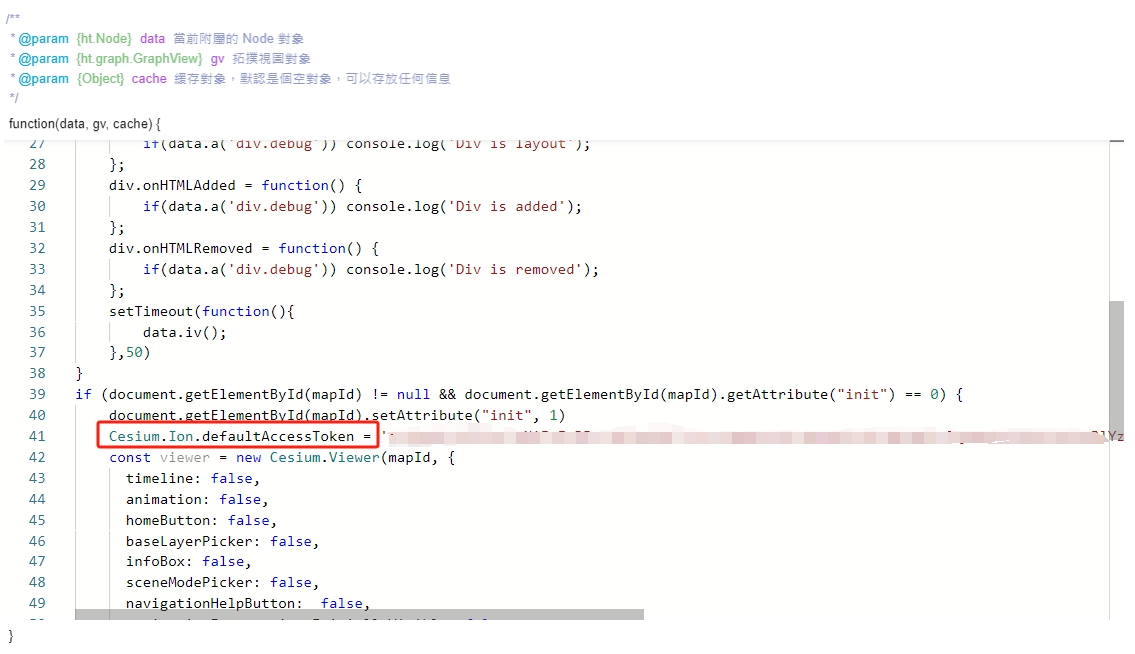 /**
* @param {ht.Node} data 當前附屬的 Node 對象
* @param {ht.graph.GraphView} gv 拓撲視圖對象
* @param {Object} cache 緩存對象，默認是個空對象，可以存放任何信息
*/
function(data, gv, cache) {
27 if(data.a('div.debug')) console.log('Div is layout');
28 };
29 div.onHTMLAdded = function() {
30 if(data.a('div.debug')) console.log('Div is added');
31 };
32 div.onHTMLRemoved = function() {
33 if(data.a('div.debug')) console.log('Div is removed');
34 };
35 setTimeout(function(){
36 data.iv();
37 },50)
38 }
39 if (document.getElementById(mapId) != null && document.getElementById(mapId).getAttribute("init") == 0) {
40 document.getElementById(mapId).setAttribute("init", 1)
41 Cesium.Ion.defaultAccessToken = '
42 const viewer = new Cesium.Viewer(mapId, {
43 timeline: false,
44 animation: false,
45 homeButton: false,
46 baseLayerPicker: false,
47 infoBox: false,
48 sceneModePicker: false,
49 navigationHelpButton: false,
}